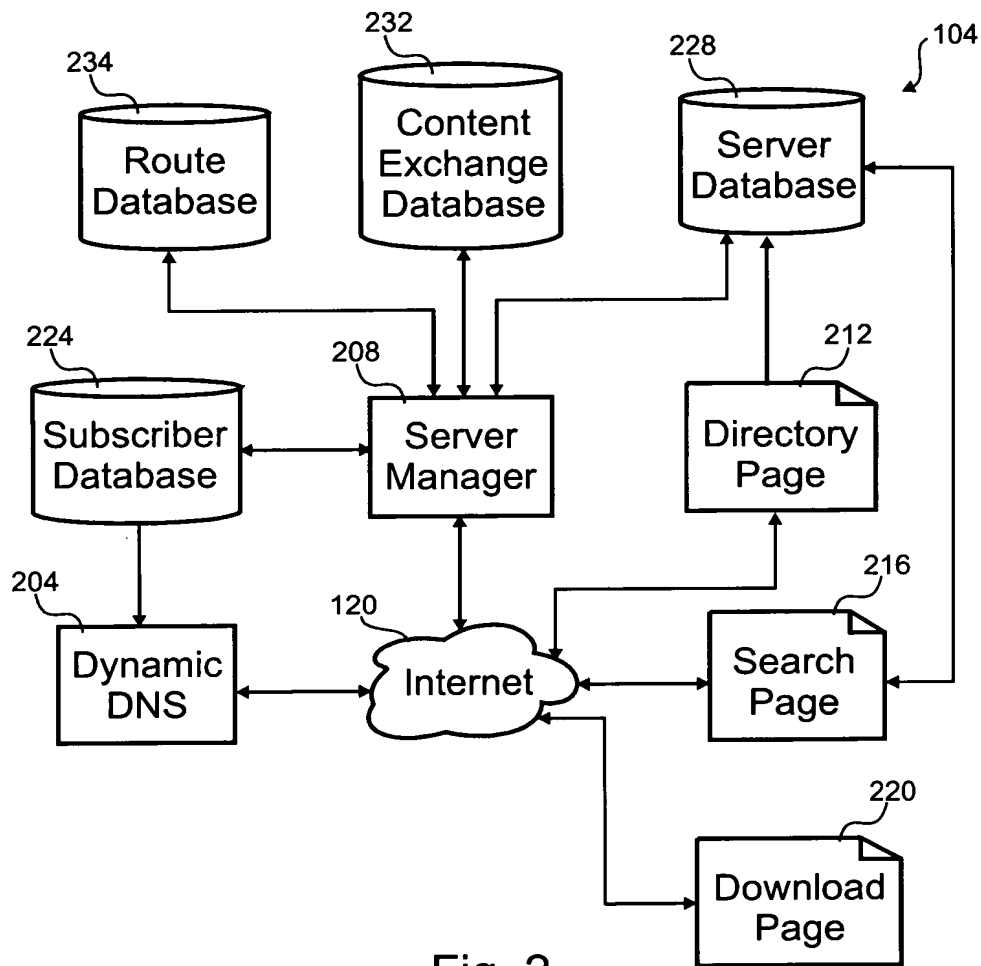 104
232
234
228
Content
Exchange
Database
Route
Database
Server
Database
224
208
212
Subscriber
Database
Server
Manager
Directory
Page
204
120
216
Dynamic
DNS
Internet
Search
Page
220
Download
Page